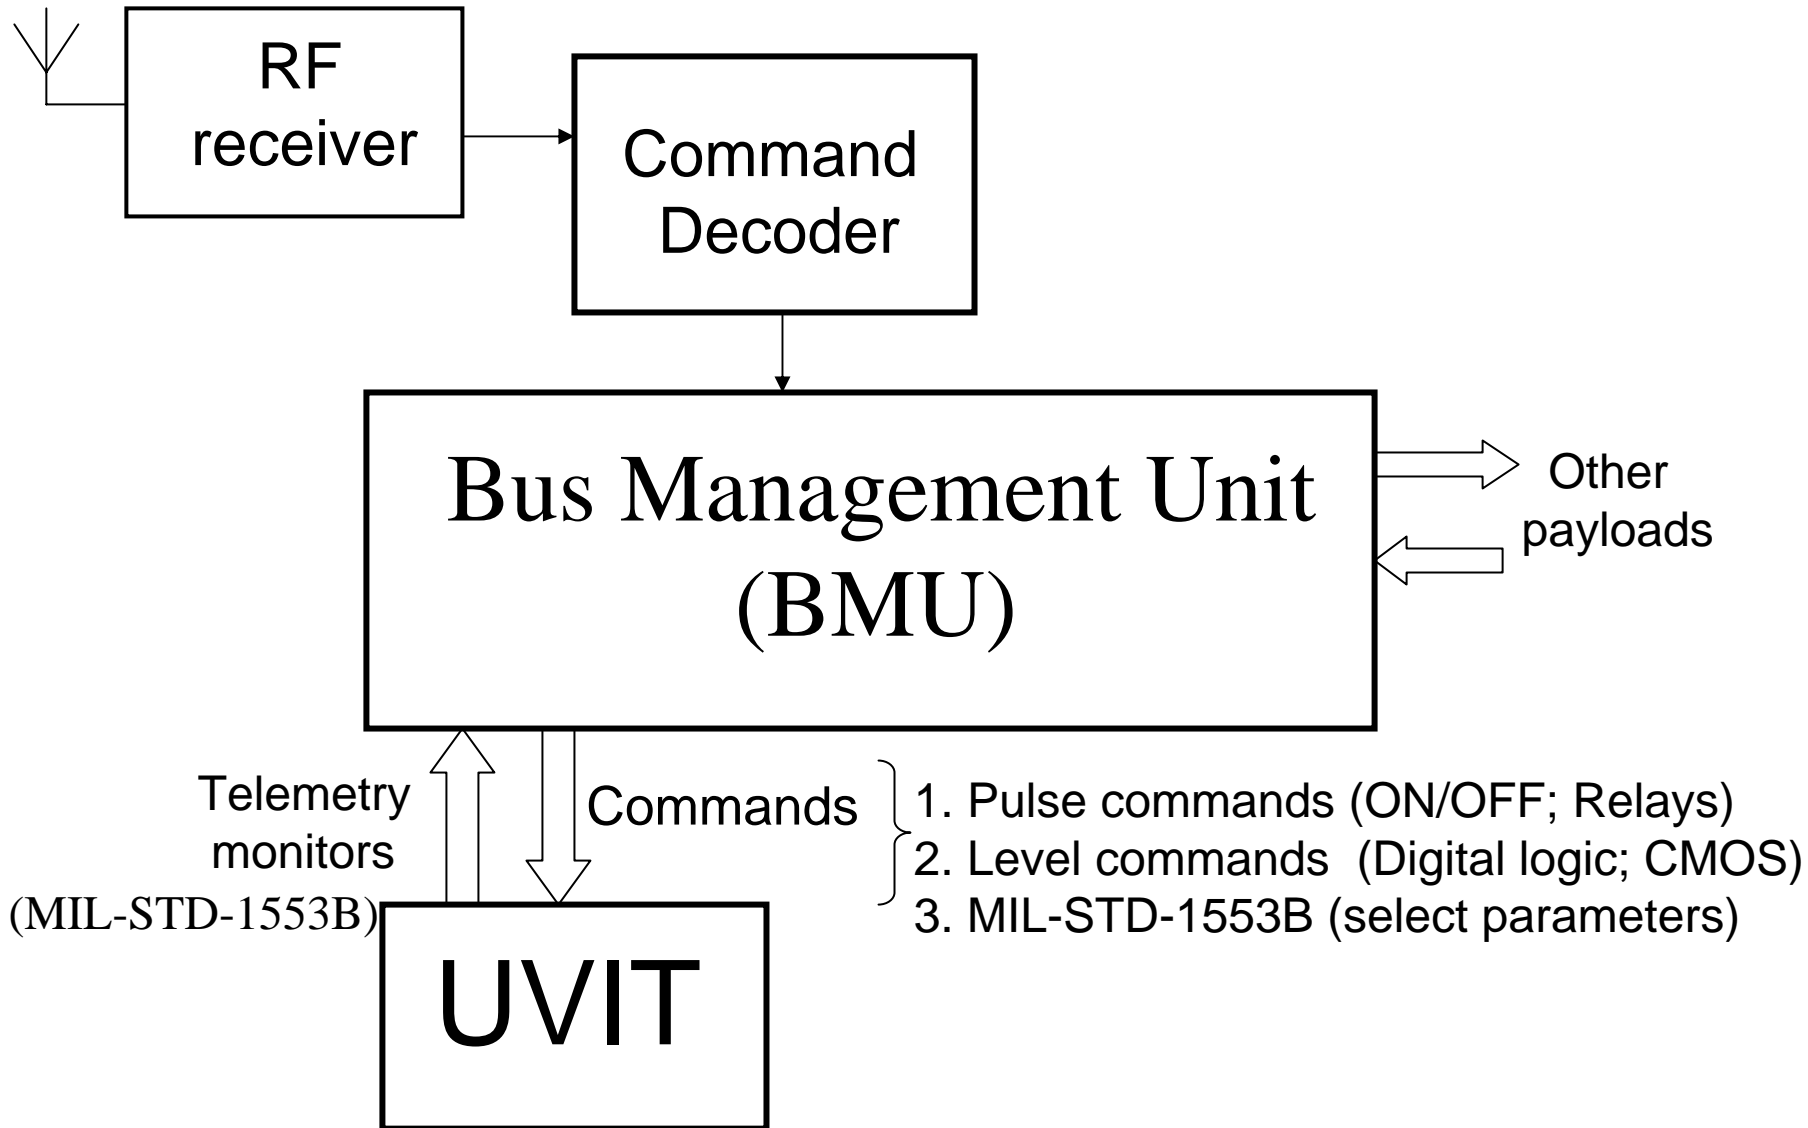 RF
receiver
Command
Decoder
Bus Management Unit
(BMU)
Other
payloads
Telemetry
monitors
(MIL-STD-1553B)
Commands
1. Pulse commands (ON/OFF; Relays)
2. Level commands (Digital logic; CMOS)
3. MIL-STD-1553B (select parameters)
UVIT